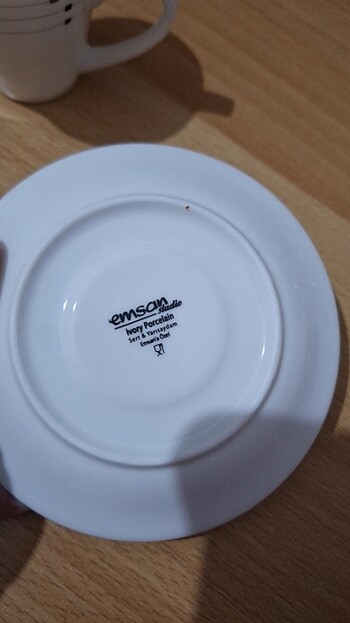 emsan studio
Ivory Porcelain
Sert & Yarısaydam
Emsan'a Özel